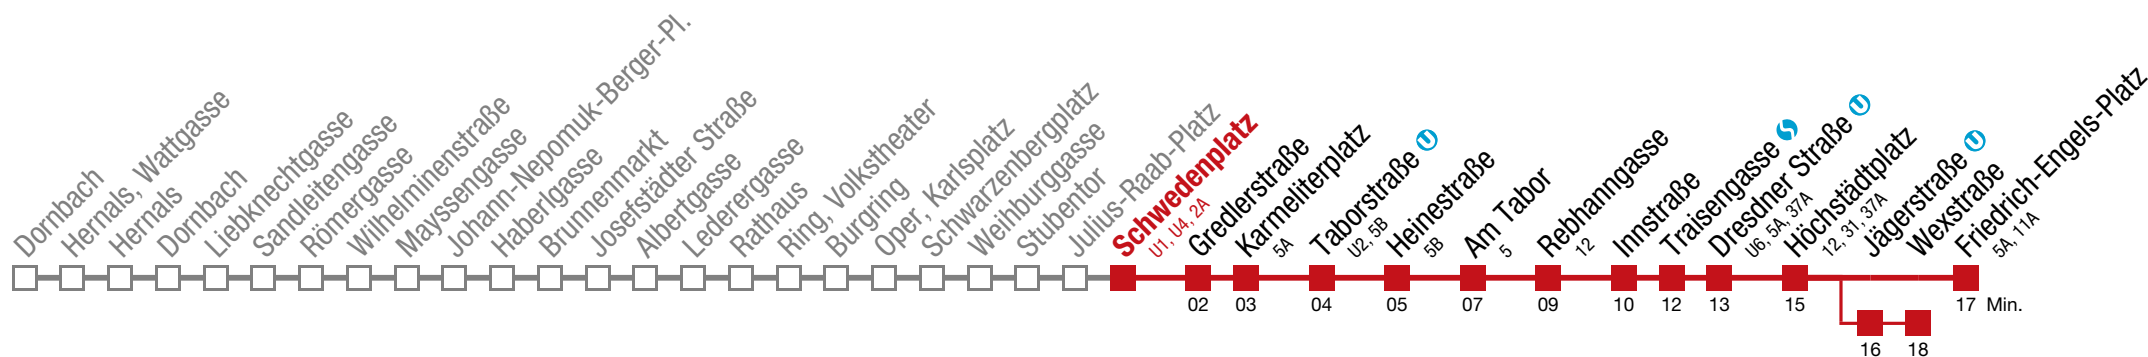 Dornbach
Hernals, Wattgasse
Hernals
Dornbach
Liebknechtgasse
Sandleitengasse
Römergasse
Wilhelminenstraße
Mayssengasse
Johann-Nepomuk-Berger-Pl.
Haberlgasse
Brunnenmarkt
Josefstädter Straße
Albertgasse
Lederergasse
Rathaus
Ring, Volkstheater
Burgring
Oper, Karlsplatz
Schwarzenbergplatz
Weihburggasse
Stubentor
Julius-Raab-Platz
Schwedenplatz
U1, U4, 2A
Gredlerstraße
Karmeliterplatz
5A
Taborstraße U
U2, 5B
Heinestraße
5B
Am Tabor
5
Rebhanngasse
12
Innstraße
Traisengasse
Dresdner Straße U
U6, 5A, 37A
Höchstädtplatz
12, 31, 37A
Jägerstraße U
Wexstraße
Friedrich-Engels-Platz
5A, 11A
02 03 04 05 07 09 10 12 13 15 17 Min.
16 18